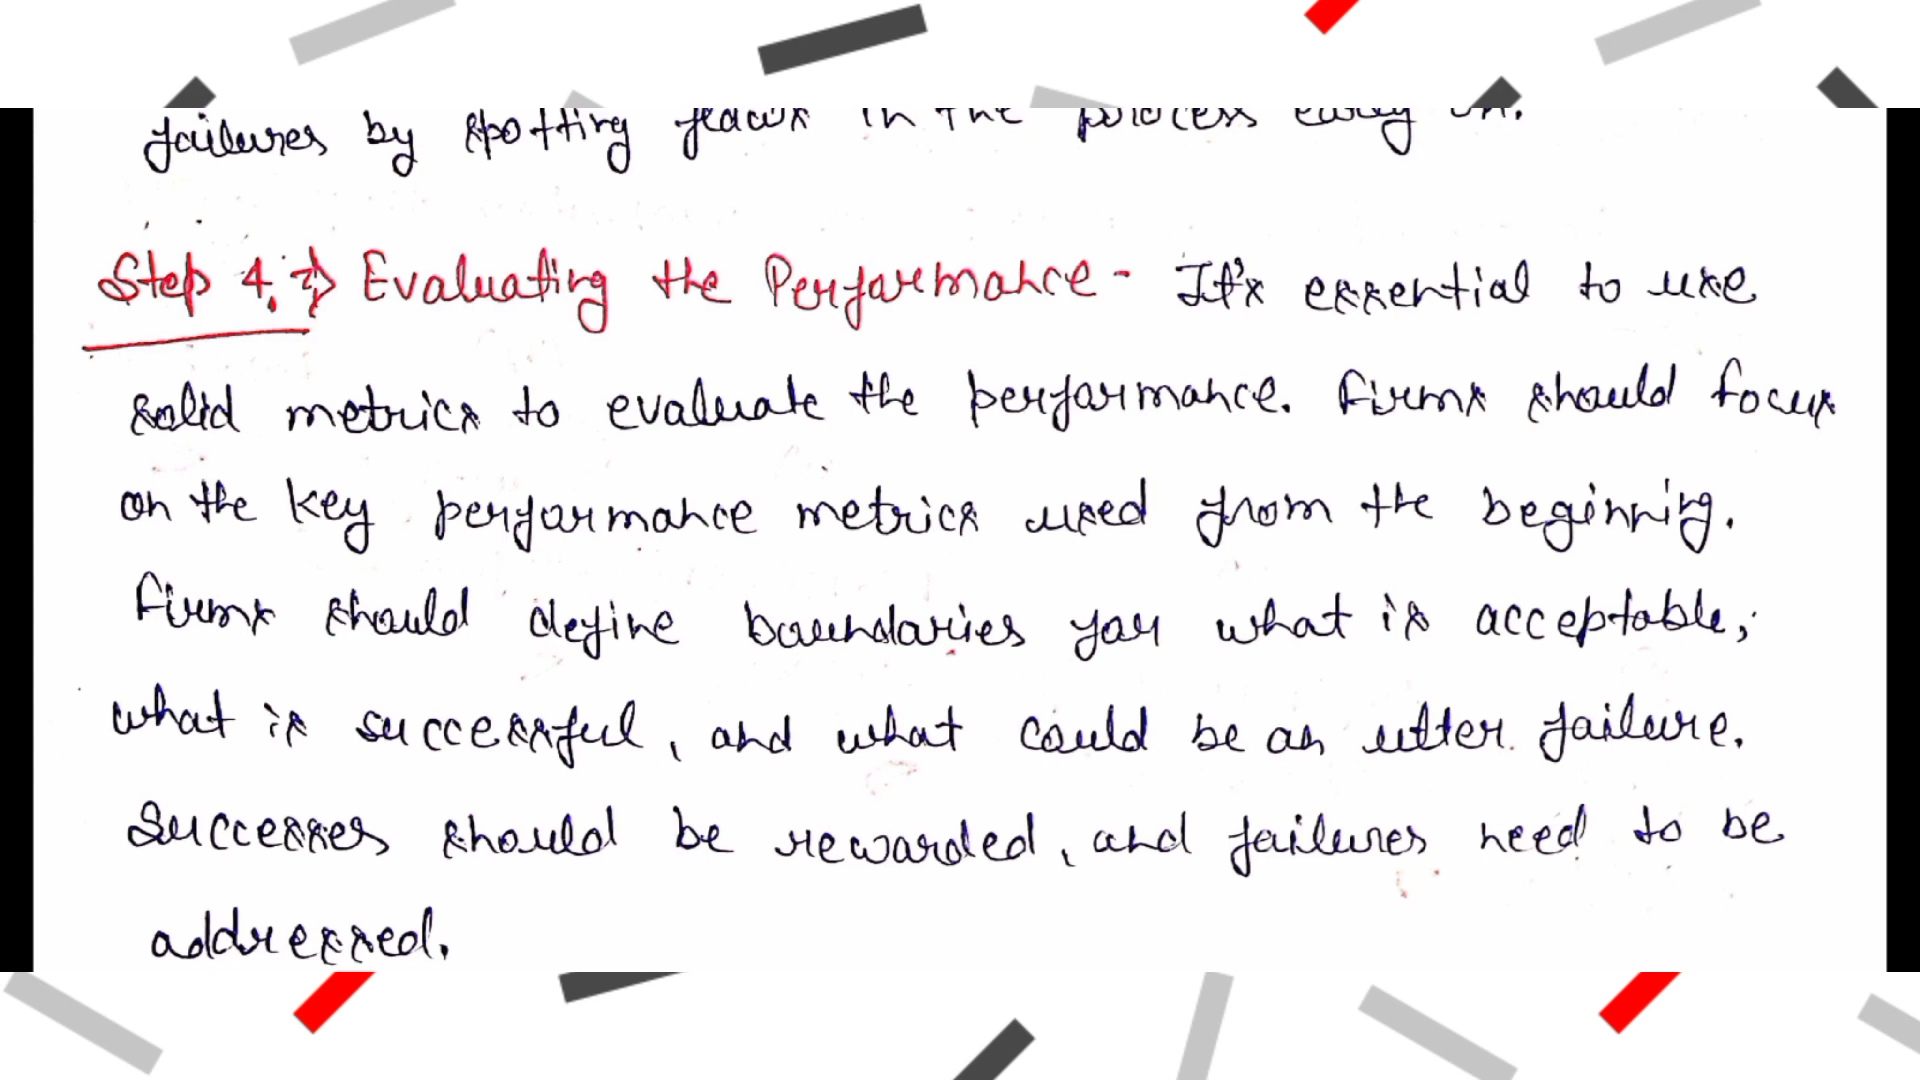 failures by spotting flaws in the process early on.
Step 4.⇒ Evaluating the Performance - It's essential to use
solid metrics to evaluate the performance. Firms should focus
on the key performance metrics used from the beginning.
Firms should define boundaries for what is acceptable,
what is successful, and what could be an utter failure.
Successes should be rewarded, and failures need to be
addressed.